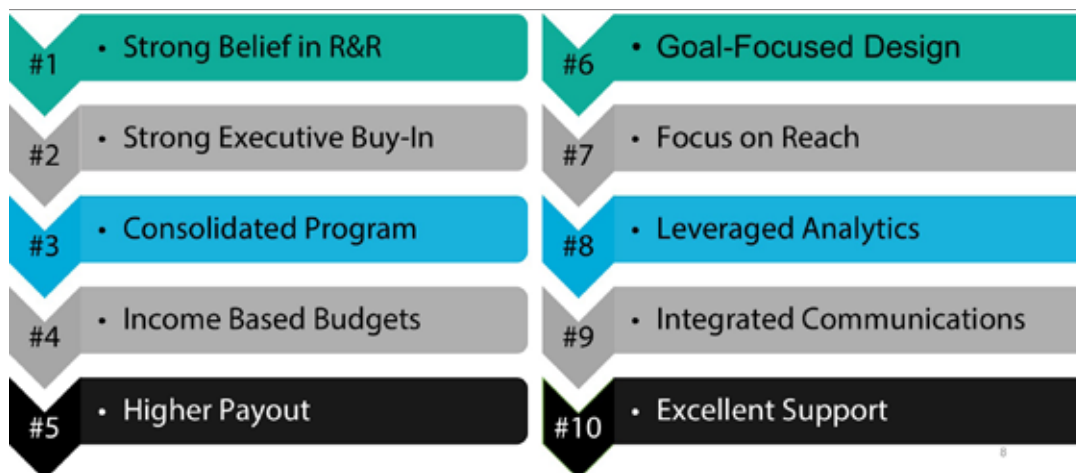 #1 • Strong Belief in R&R
#2 • Strong Executive Buy-In
#3 • Consolidated Program
#4 • Income Based Budgets
#5 • Higher Payout
#6 • Goal-Focused Design
#7 • Focus on Reach
#8 • Leveraged Analytics
#9 • Integrated Communications
#10 • Excellent Support
8